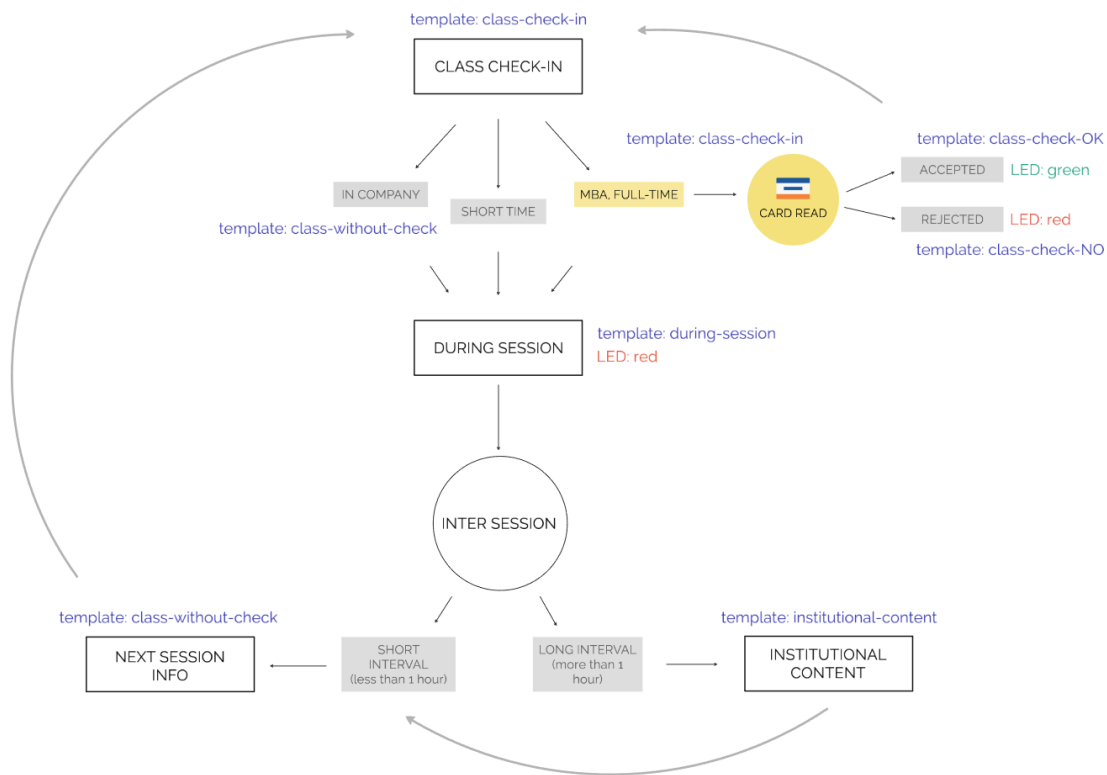 template: class-check-in
CLASS CHECK-IN
template: class-check-in
template: class-check-OK
ACCEPTED
LED: green
IN COMPANY
SHORT TIME
MBA, FULL-TIME
CARD READ
REJECTED
LED: red
template: class-without-check
template: class-check-NO
DURING SESSION
template: during-session
LED: red
INTER SESSION
template: class-without-check
NEXT SESSION
INFO
SHORT
INTERVAL
(less than 1 hour)
LONG INTERVAL
(more than 1
hour)
template: institutional-content
INSTITUTIONAL
CONTENT